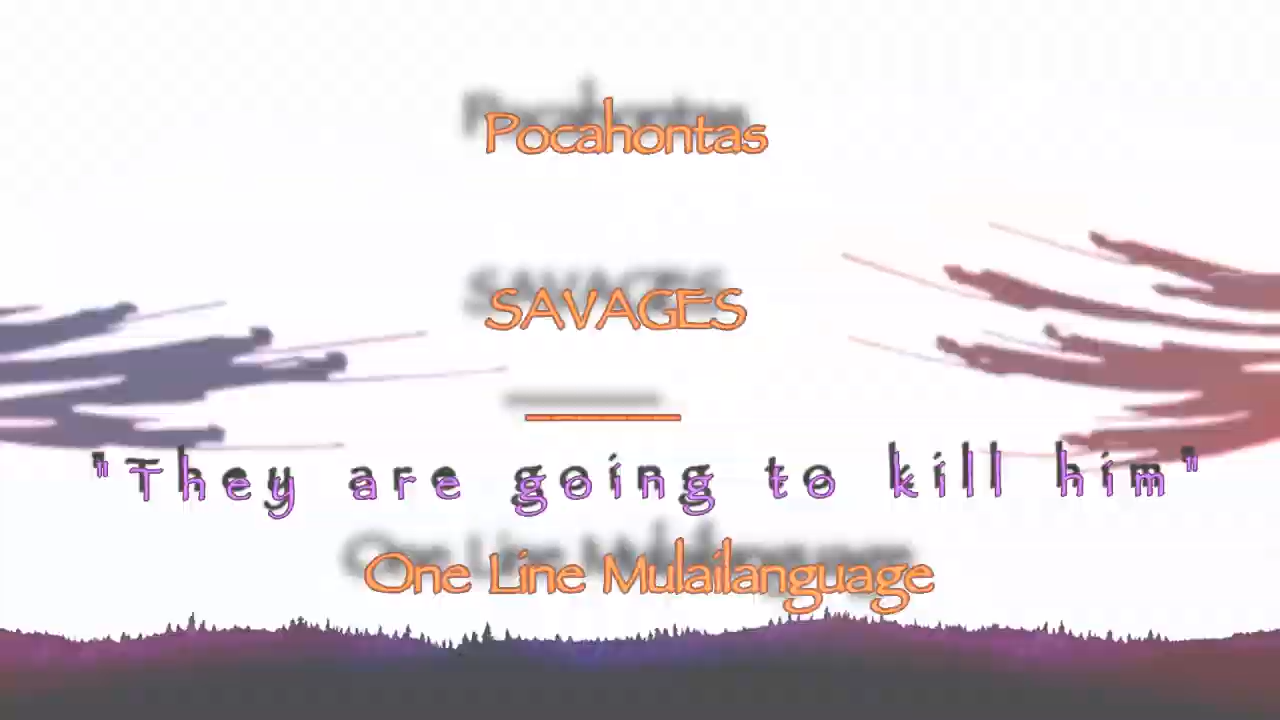 Pocahontas
SAVAGES
"They are going to kill him"
One Line Mulailanguage